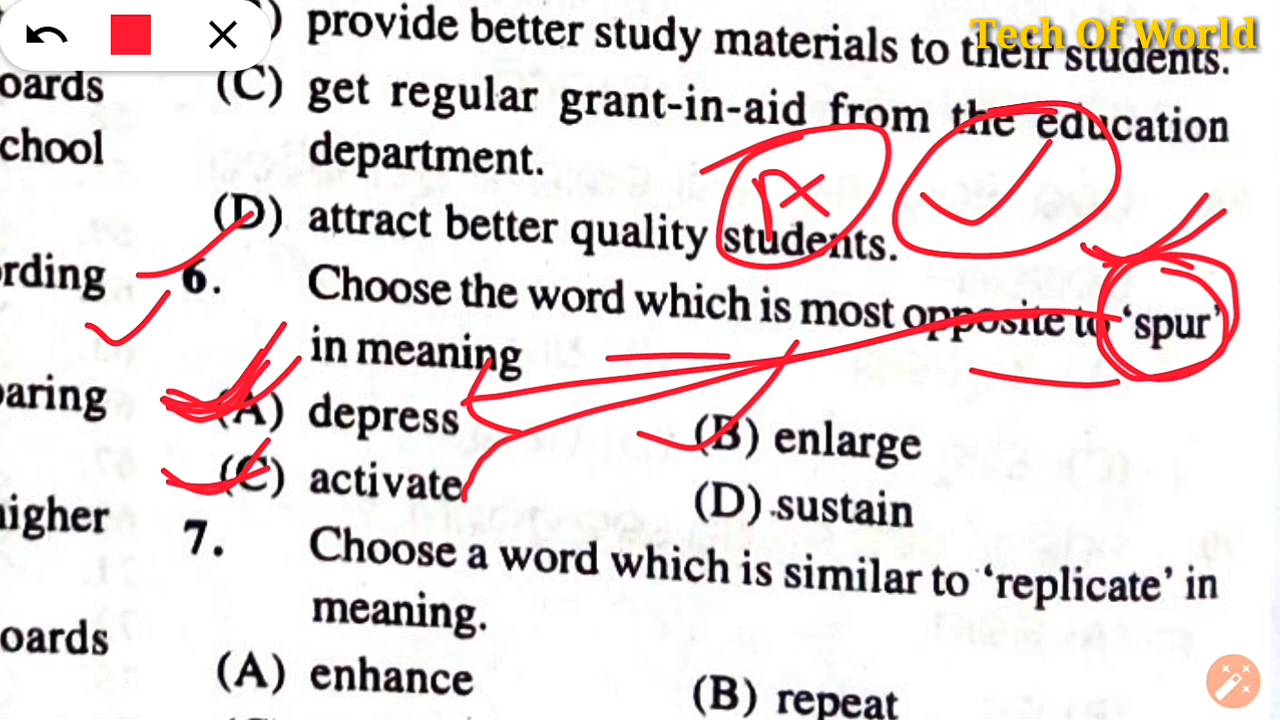 Tech Of World
) provide better study materials to their students.
oards (C) get regular grant-in-aid from the education
chool department.
(D) attract better quality students.
rding 6. Choose the word which is most opposite to ‘spur’
in meaning
paring (A) depress (B) enlarge
(C) activate (D) sustain
higher 7. Choose a word which is similar to ‘replicate’ in
meaning.
oards (A) enhance (B) repeat